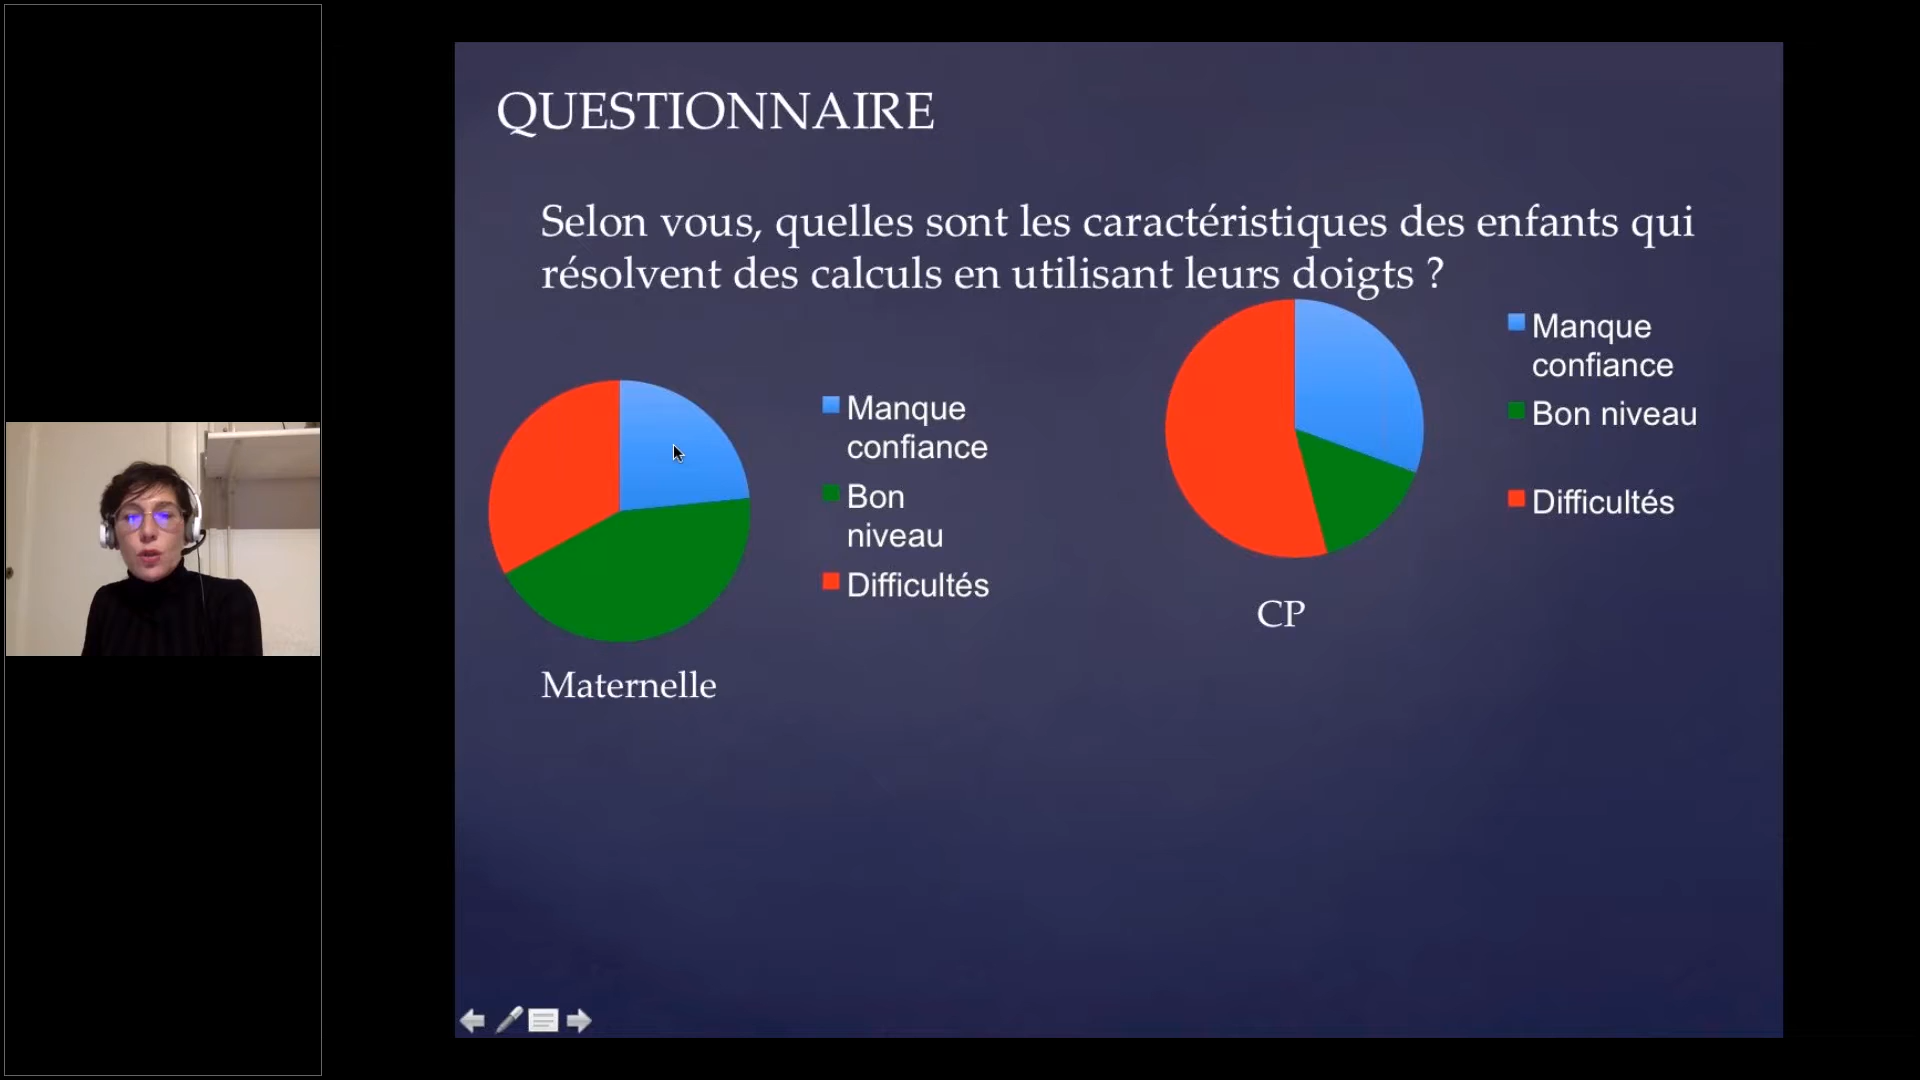 QUESTIONNAIRE
Selon vous, quelles sont les caractéristiques des enfants qui
résolvent des calculs en utilisant leurs doigts ?
Manque
confiance
Bon
niveau
Difficultés
Maternelle
Manque
confiance
Bon niveau
Difficultés
CP